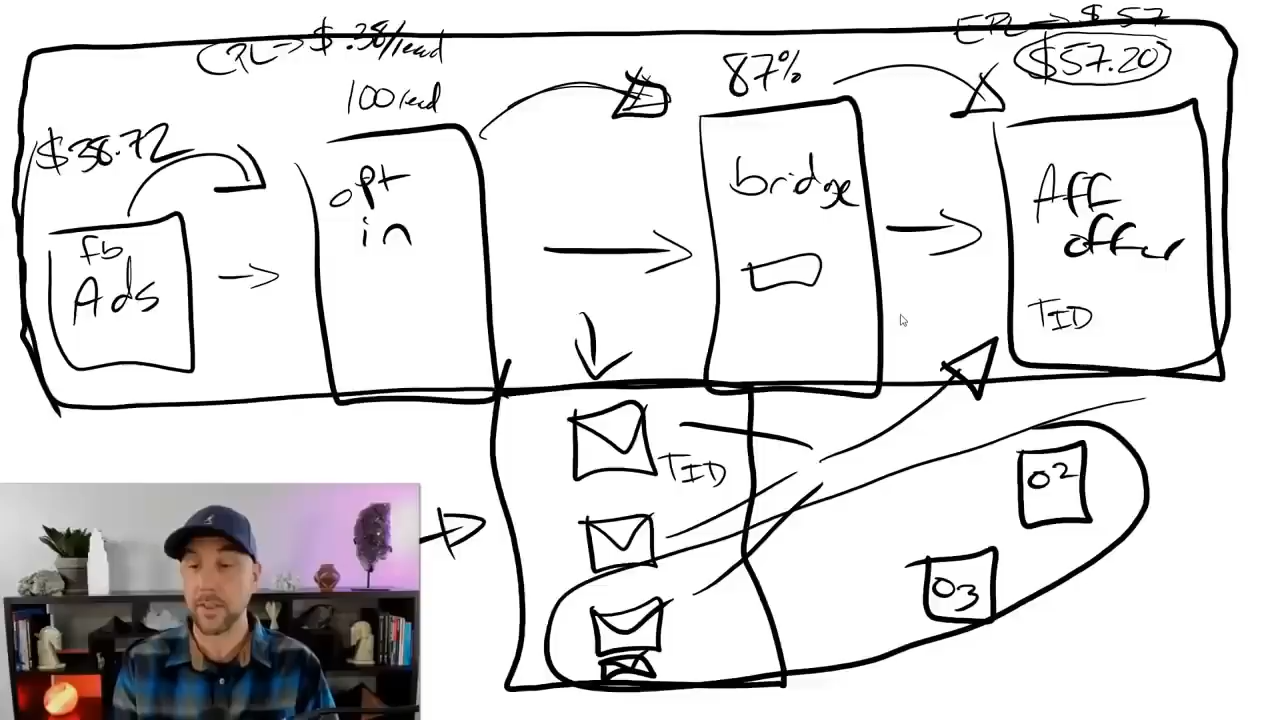 CPL → $.38/lead
EPL → $.57
$57.20
87%
100 lead
$38.72
opt
in
bridge
Aff
offer
fb
Ads
TID
TID
O2
O3